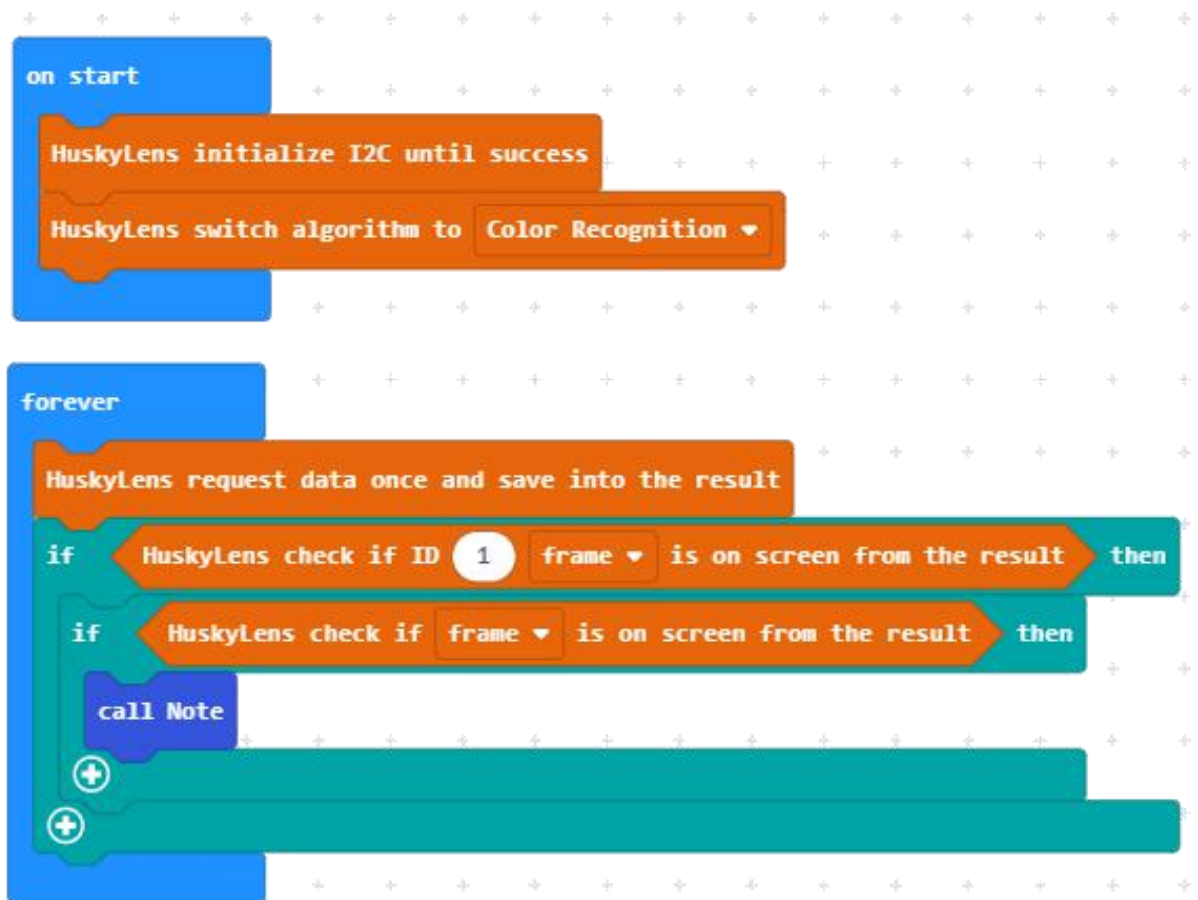 on start
HuskyLens initialize I2C until success
HuskyLens switch algorithm to Color Recognition
forever
HuskyLens request data once and save into the result
if HuskyLens check if ID 1 frame is on screen from the result then
if HuskyLens check if frame is on screen from the result then
call Note